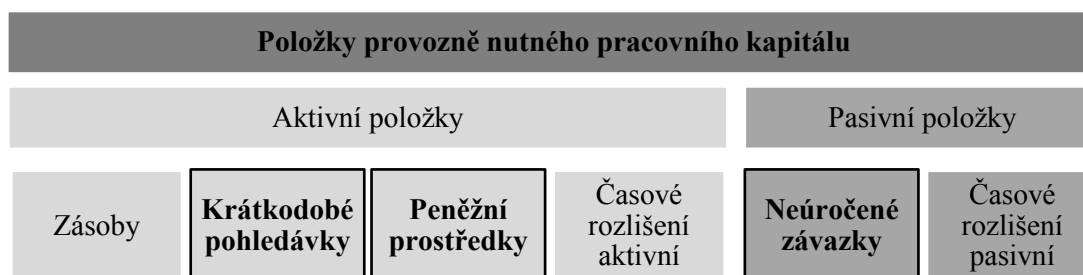 Položky provozně nutného pracovního kapitálu
Aktivní položky
Pasivní položky
Zásoby
Krátkodobé
pohledávky
Peněžní
prostředky
Časové
rozlišení
aktivní
Neúročené
závazky
Časové
rozlišení
pasivní